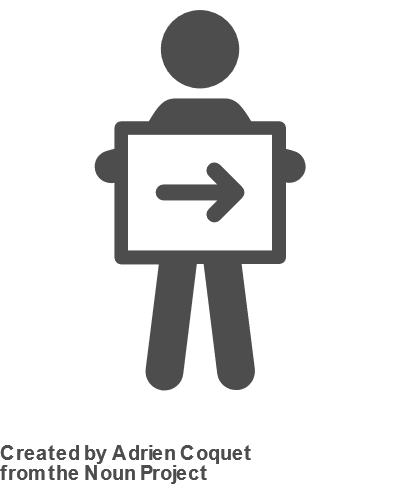 Created by Adrien Coquet
from the Noun Project